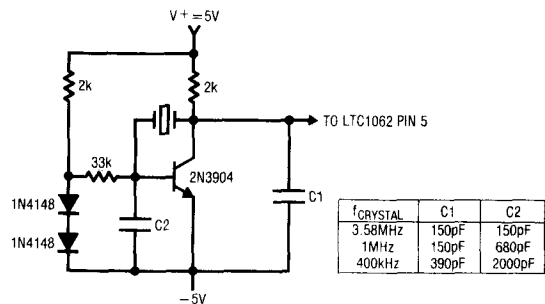 V+ = 5V
2k
2k
TO LTC1062 PIN 5
33k
2N3904
1N4148
C1
C2
1N4148
–5V
fCRYSTAL C1 C2
3.58MHz 150pF 150pF
1MHz 150pF 680pF
400kHz 390pF 2000pF